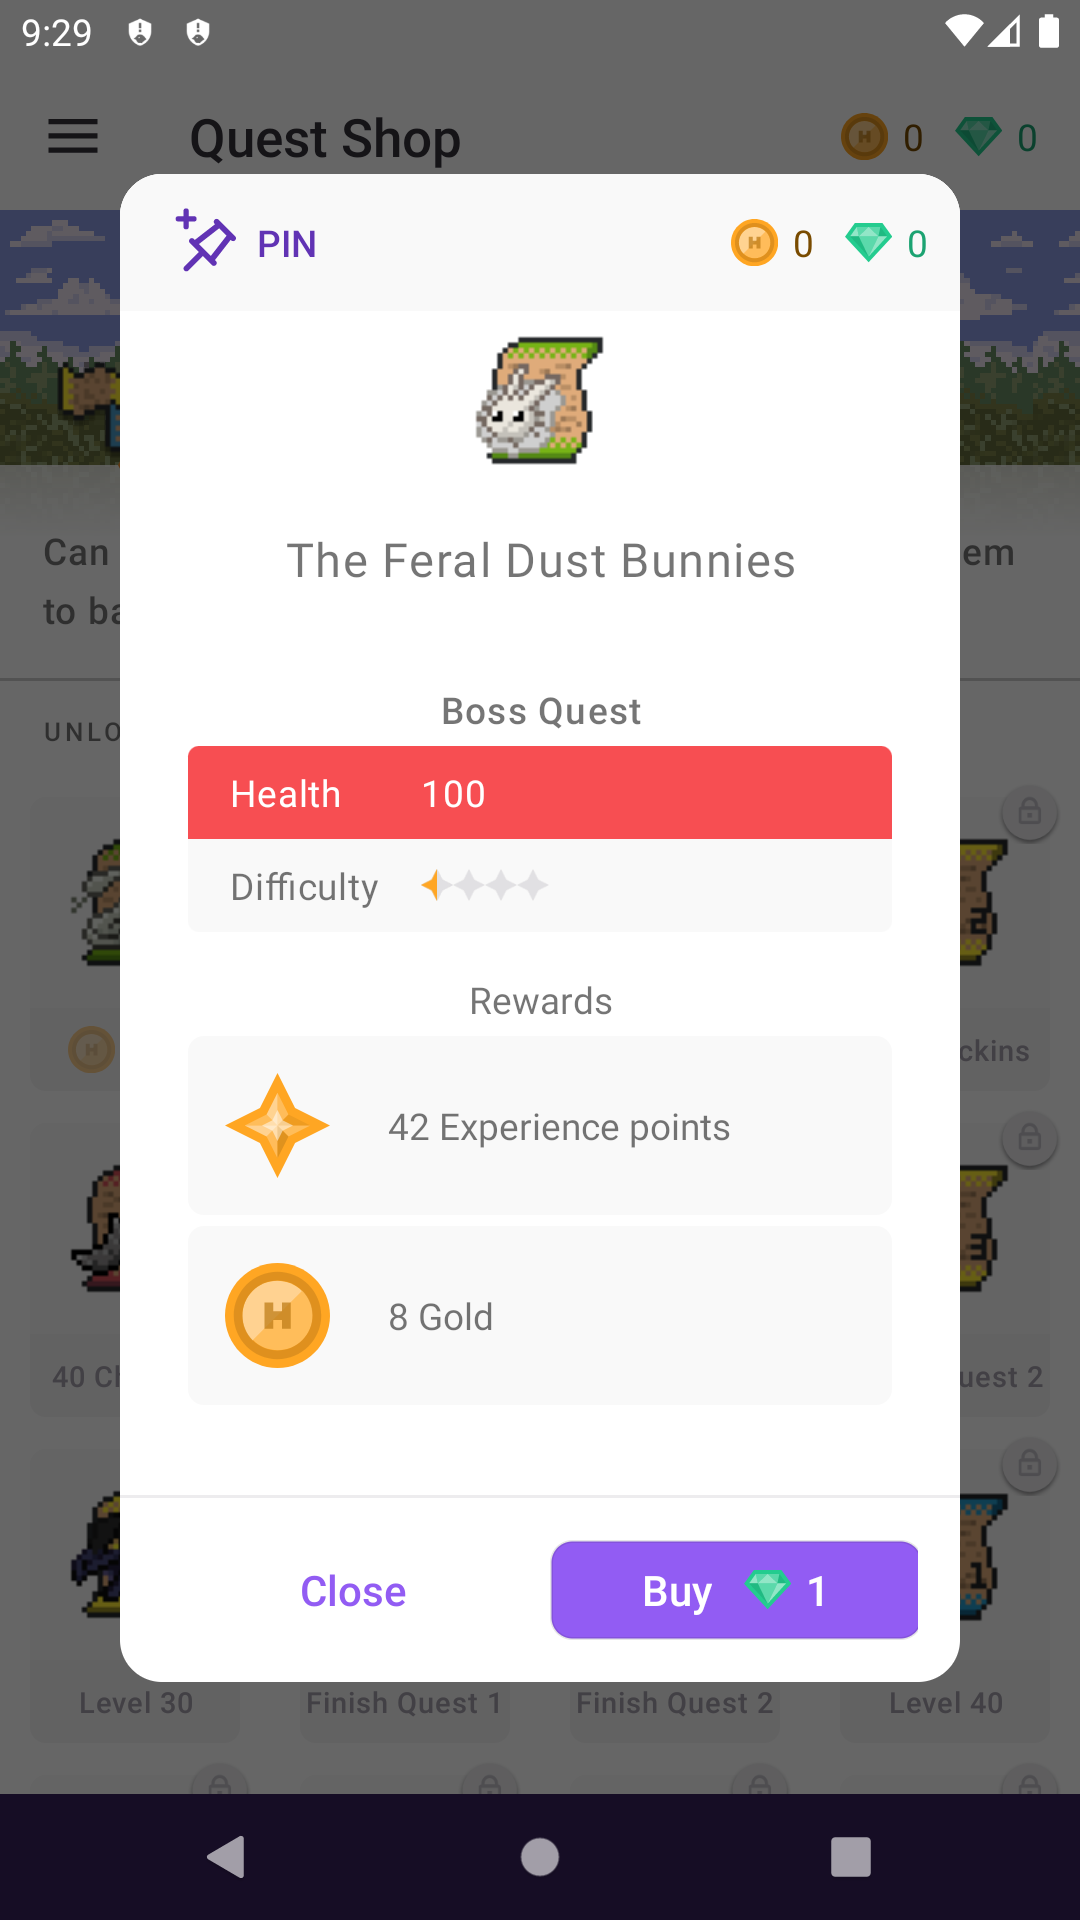 9:29
Quest Shop
0
0
PIN
0
0
The Feral Dust Bunnies
Can
em
to ba
Boss Quest
UNLO
Health 100
Difficulty
Rewards
ckins
42 Experience points
8 Gold
40 Ch
uest 2
Close
Buy 1
Level 30
Finish Quest 1
Finish Quest 2
Level 40